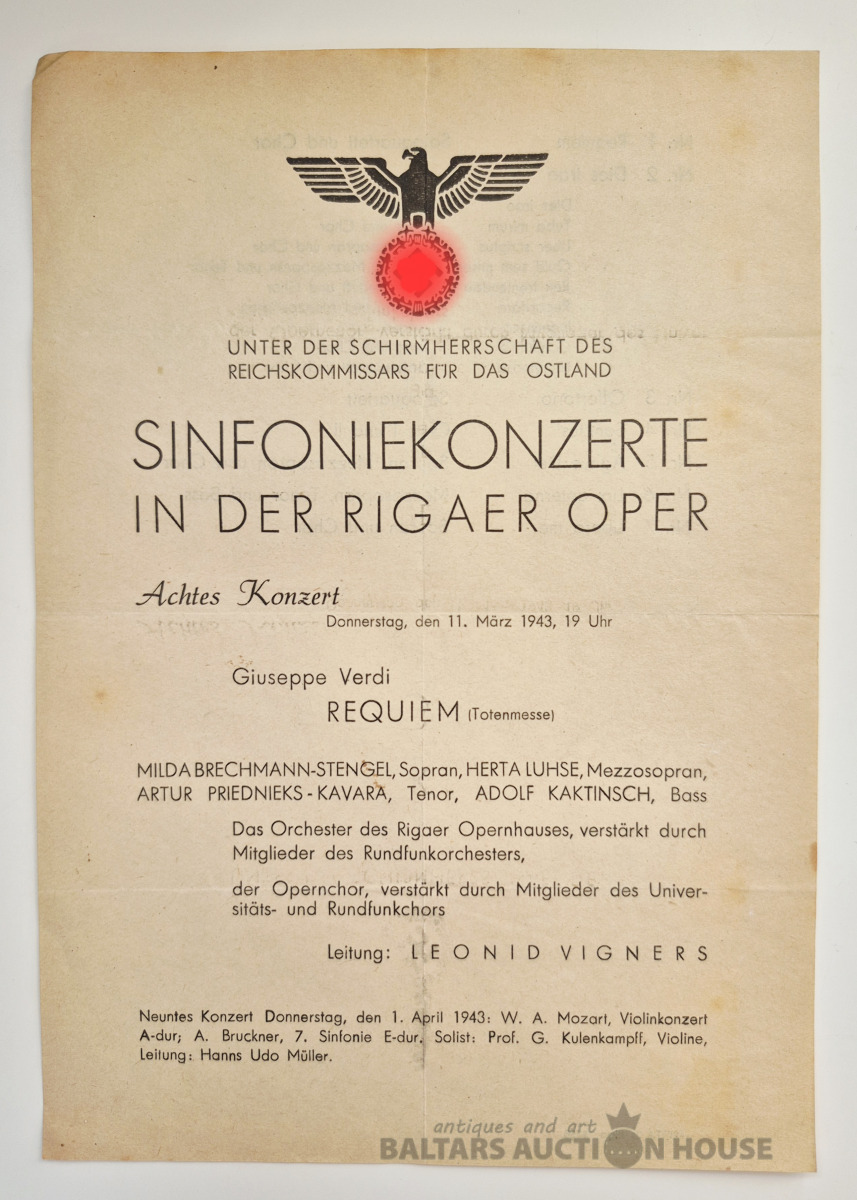 UNTER DER SCHIRMHERRSCHAFT DES
REICHSKOMMISSARS FÜR DAS OSTLAND
SINFONIEKONZERTE
IN DER RIGAER OPER
Achtes Konzert
Donnerstag, den 11. März 1943, 19 Uhr
Giuseppe Verdi
REQUIEM (Totenmesse)
MILDA BRECHMANN-STENGEL, Sopran, HERTA LUHSE, Mezzosopran,
ARTUR PRIEDNIEKS-KAVARA, Tenor, ADOLF KAKTINSCH, Bass
Das Orchester des Rigaer Opernhauses, verstärkt durch
Mitglieder des Rundfunkorchesters,
der Opernchor, verstärkt durch Mitglieder des Univer-
sitäts- und Rundfunkchors
Leitung: LEONID VIGNERS
Neuntes Konzert Donnerstag, den 1. April 1943: W. A. Mozart, Violinkonzert
A-dur; A. Bruckner, 7. Sinfonie E-dur. Solist: Prof. G. Kulenkampff, Violine,
Leitung: Hanns Udo Müller.
antiques and art
BALTARS AUCTION HOUSE